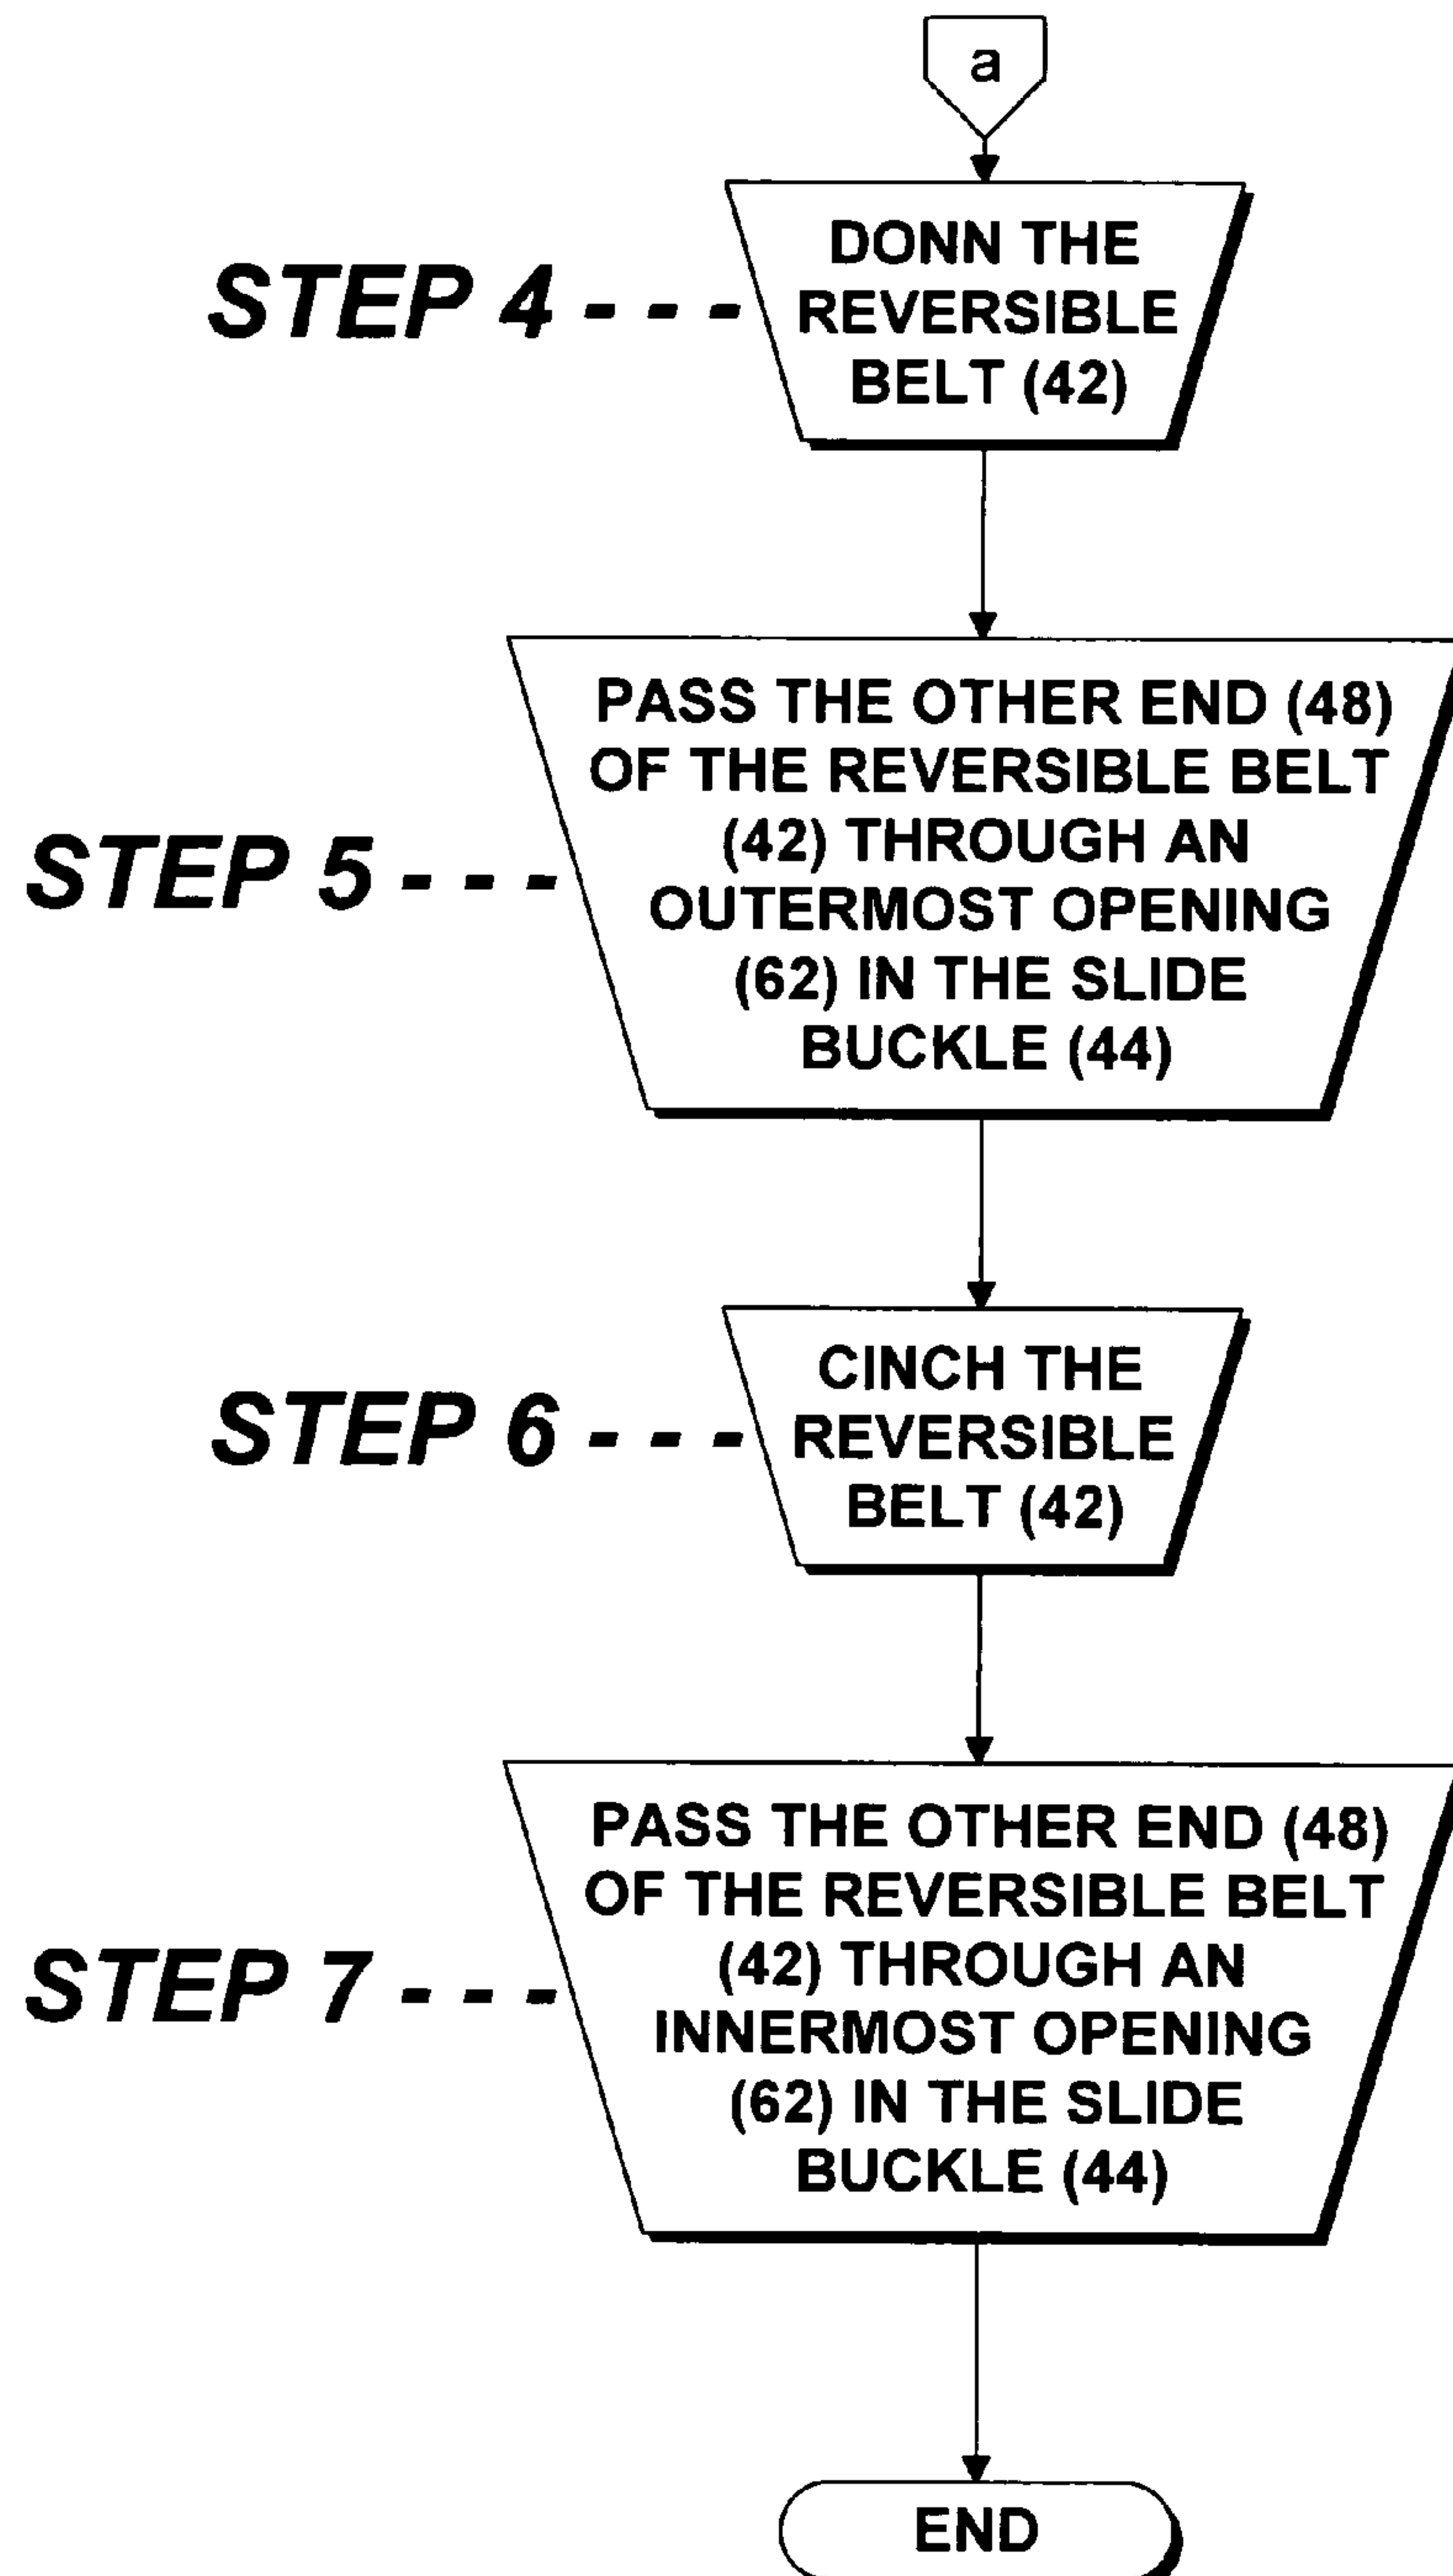 a
DONN THE
REVERSIBLE
BELT (42)
STEP 4 - - -
PASS THE OTHER END (48)
OF THE REVERSIBLE BELT
(42) THROUGH AN
OUTERMOST OPENING
(62) IN THE SLIDE
BUCKLE (44)
STEP 5 - - -
CINCH THE
REVERSIBLE
BELT (42)
STEP 6 - - -
PASS THE OTHER END (48)
OF THE REVERSIBLE BELT
(42) THROUGH AN
INNERMOST OPENING
(62) IN THE SLIDE
BUCKLE (44)
STEP 7 - - -
END